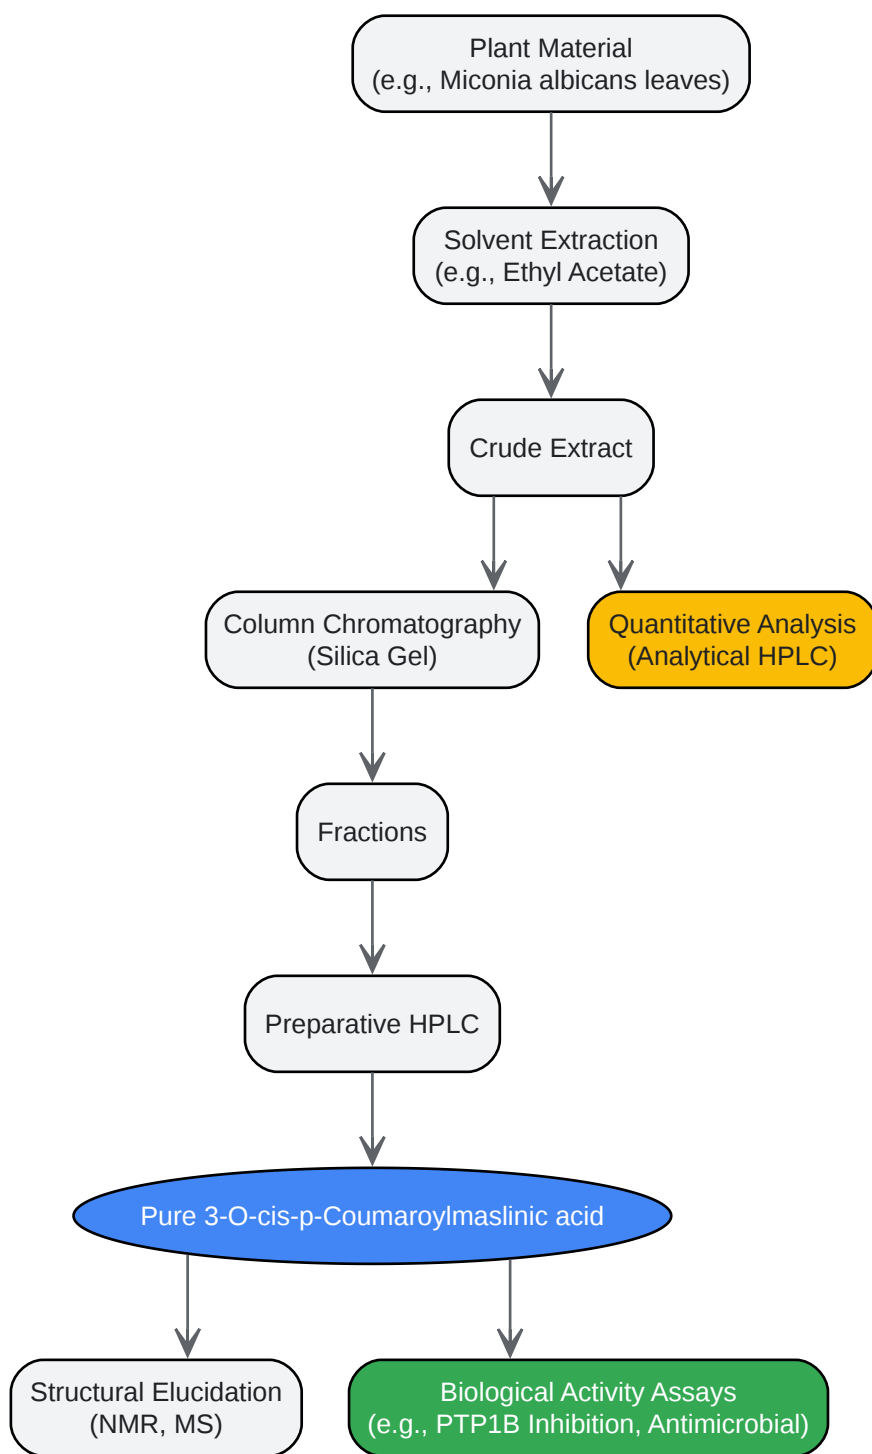 Plant Material
(e.g., Miconia albicans leaves)
Solvent Extraction
(e.g., Ethyl Acetate)
Crude Extract
Column Chromatography
(Silica Gel)
Quantitative Analysis
(Analytical HPLC)
Fractions
Preparative HPLC
Pure 3-O-cis-p-Coumaroylmaslinic acid
Structural Elucidation
(NMR, MS)
Biological Activity Assays
(e.g., PTP1B Inhibition, Antimicrobial)